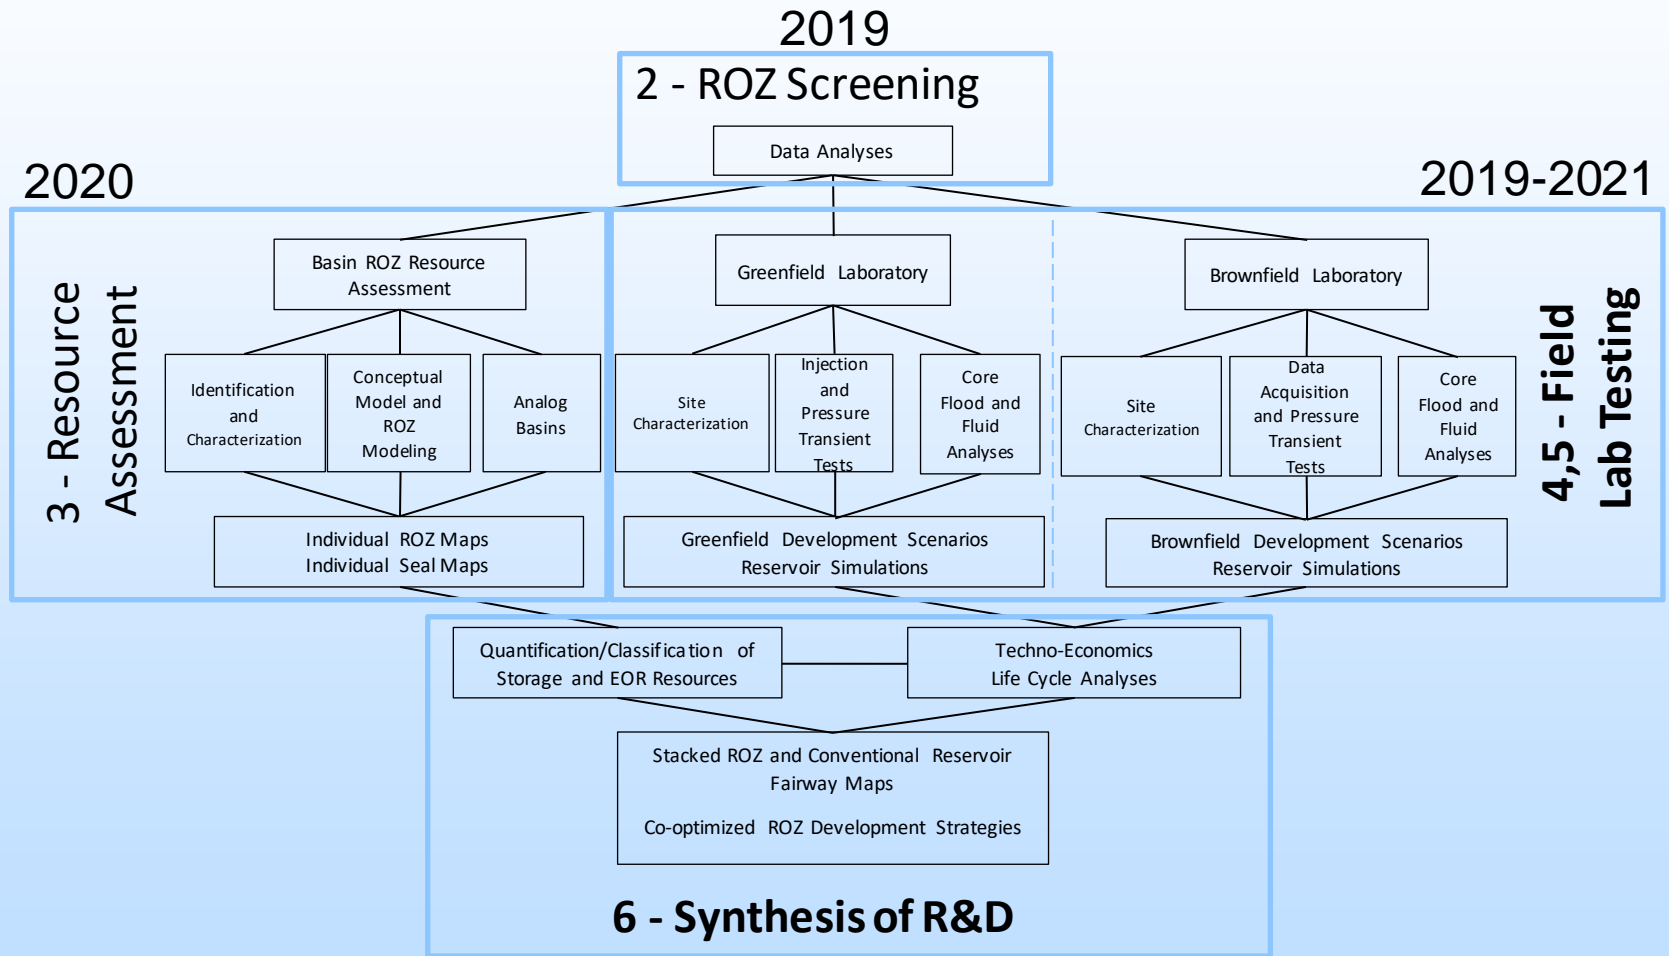 2019
2 - ROZ Screening
Data Analyses
2020
2019-2021
3 - Resource
Assessment
Basin ROZ Resource
Assessment
Identification
and
Characterization
Conceptual
Model and
ROZ
Modeling
Analog
Basins
Individual ROZ Maps
Individual Seal Maps
Greenfield Laboratory
Site
Characterization
Injection
and
Pressure
Transient
Tests
Core
Flood and
Fluid
Analyses
Greenfield Development Scenarios
Reservoir Simulations
Brownfield Laboratory
Site
Characterization
Data
Acquisition
and Pressure
Transient
Tests
Core
Flood and
Fluid
Analyses
Brownfield Development Scenarios
Reservoir Simulations
4,5 - Field
Lab Testing
Quantification/Classification of
Storage and EOR Resources
Techno-Economics
Life Cycle Analyses
Stacked ROZ and Conventional Reservoir
Fairway Maps
Co-optimized ROZ Development Strategies
6 - Synthesis of R&D